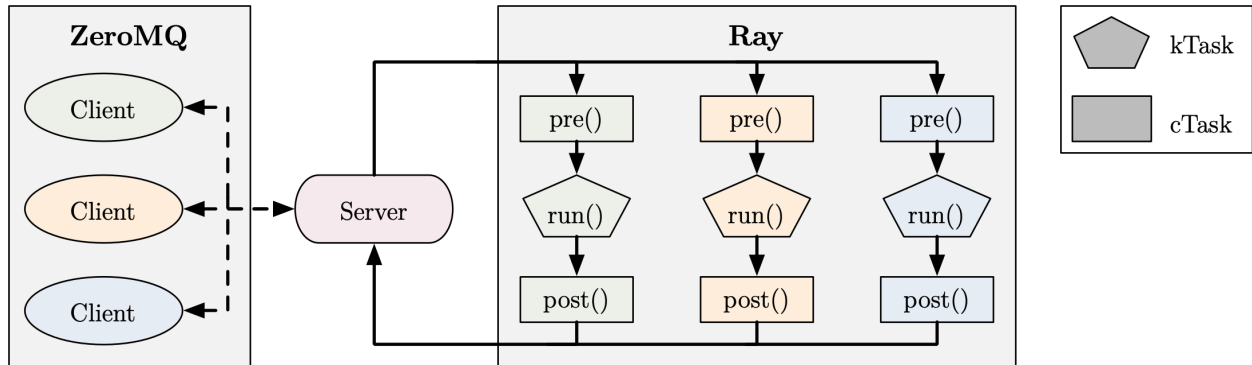 ZeroMQ
Client
Client
Client
Server
Ray
pre() pre() pre()
run() run() run()
post() post() post()
kTask
cTask